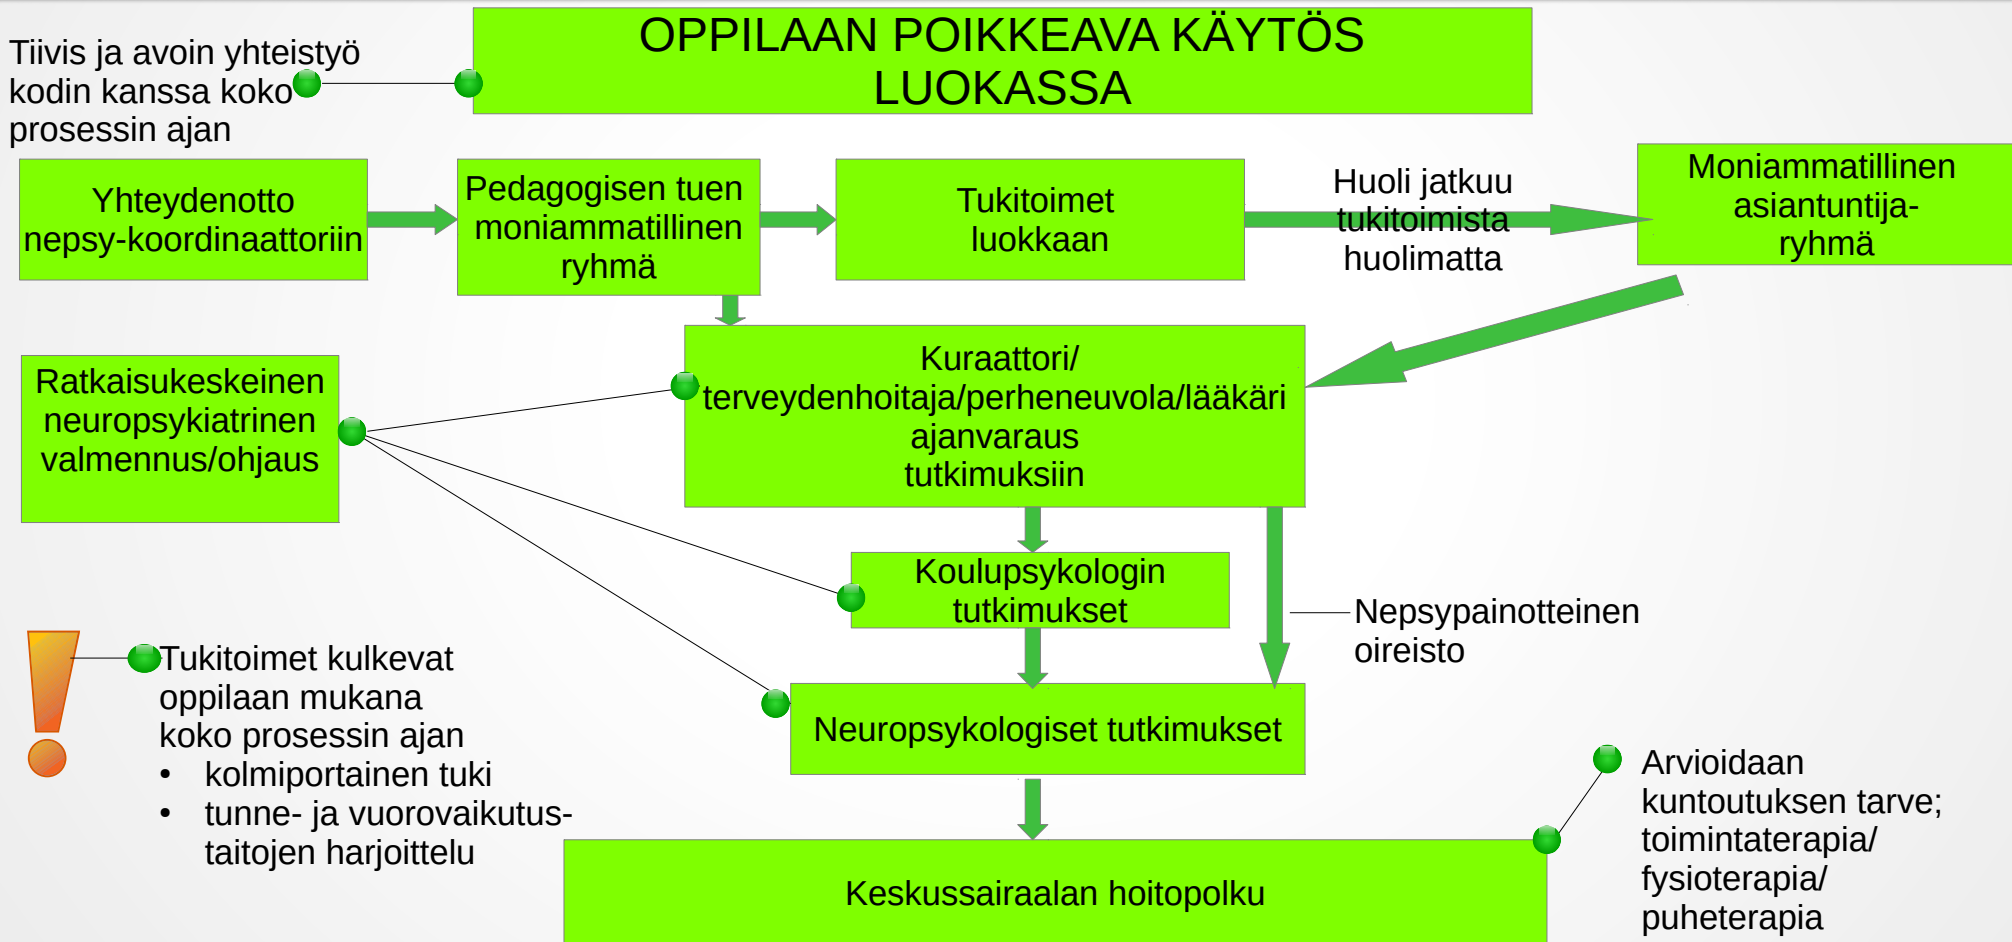 OPPILAAN POIKKEAVA KÄYTÖS
LUOKASSA
Tiivis ja avoin yhteistyö
kodin kanssa koko
prosessin ajan
Yhteydenotto
nepsy-koordinaattoriin
Pedagogisen tuen
moniammatillinen
ryhmä
Tukitoimet
luokkaan
Huoli jatkuu
tukitoimista
huolimatta
Moniammatillinen
asiantuntija-
ryhmä
Kuraattori/
terveydenhoitaja/perheneuvola/lääkäri
ajanvaraus
tutkimuksiin
Ratkaisukeskeinen
neuropsykiatrinen
valmennus/ohjaus
Koulupsykologin
tutkimukset
Nepsypainotteinen
oireisto
Tukitoimet kulkevat
oppilaan mukana
koko prosessin ajan
• kolmiportainen tuki
• tunne- ja vuorovaikutus-
taitojen harjoittelu
Neuropsykologiset tutkimukset
Arvioidaan
kuntoutuksen tarve;
toimintaterapia/
fysioterapia/
puheterapia
Keskussairaalan hoitopolku